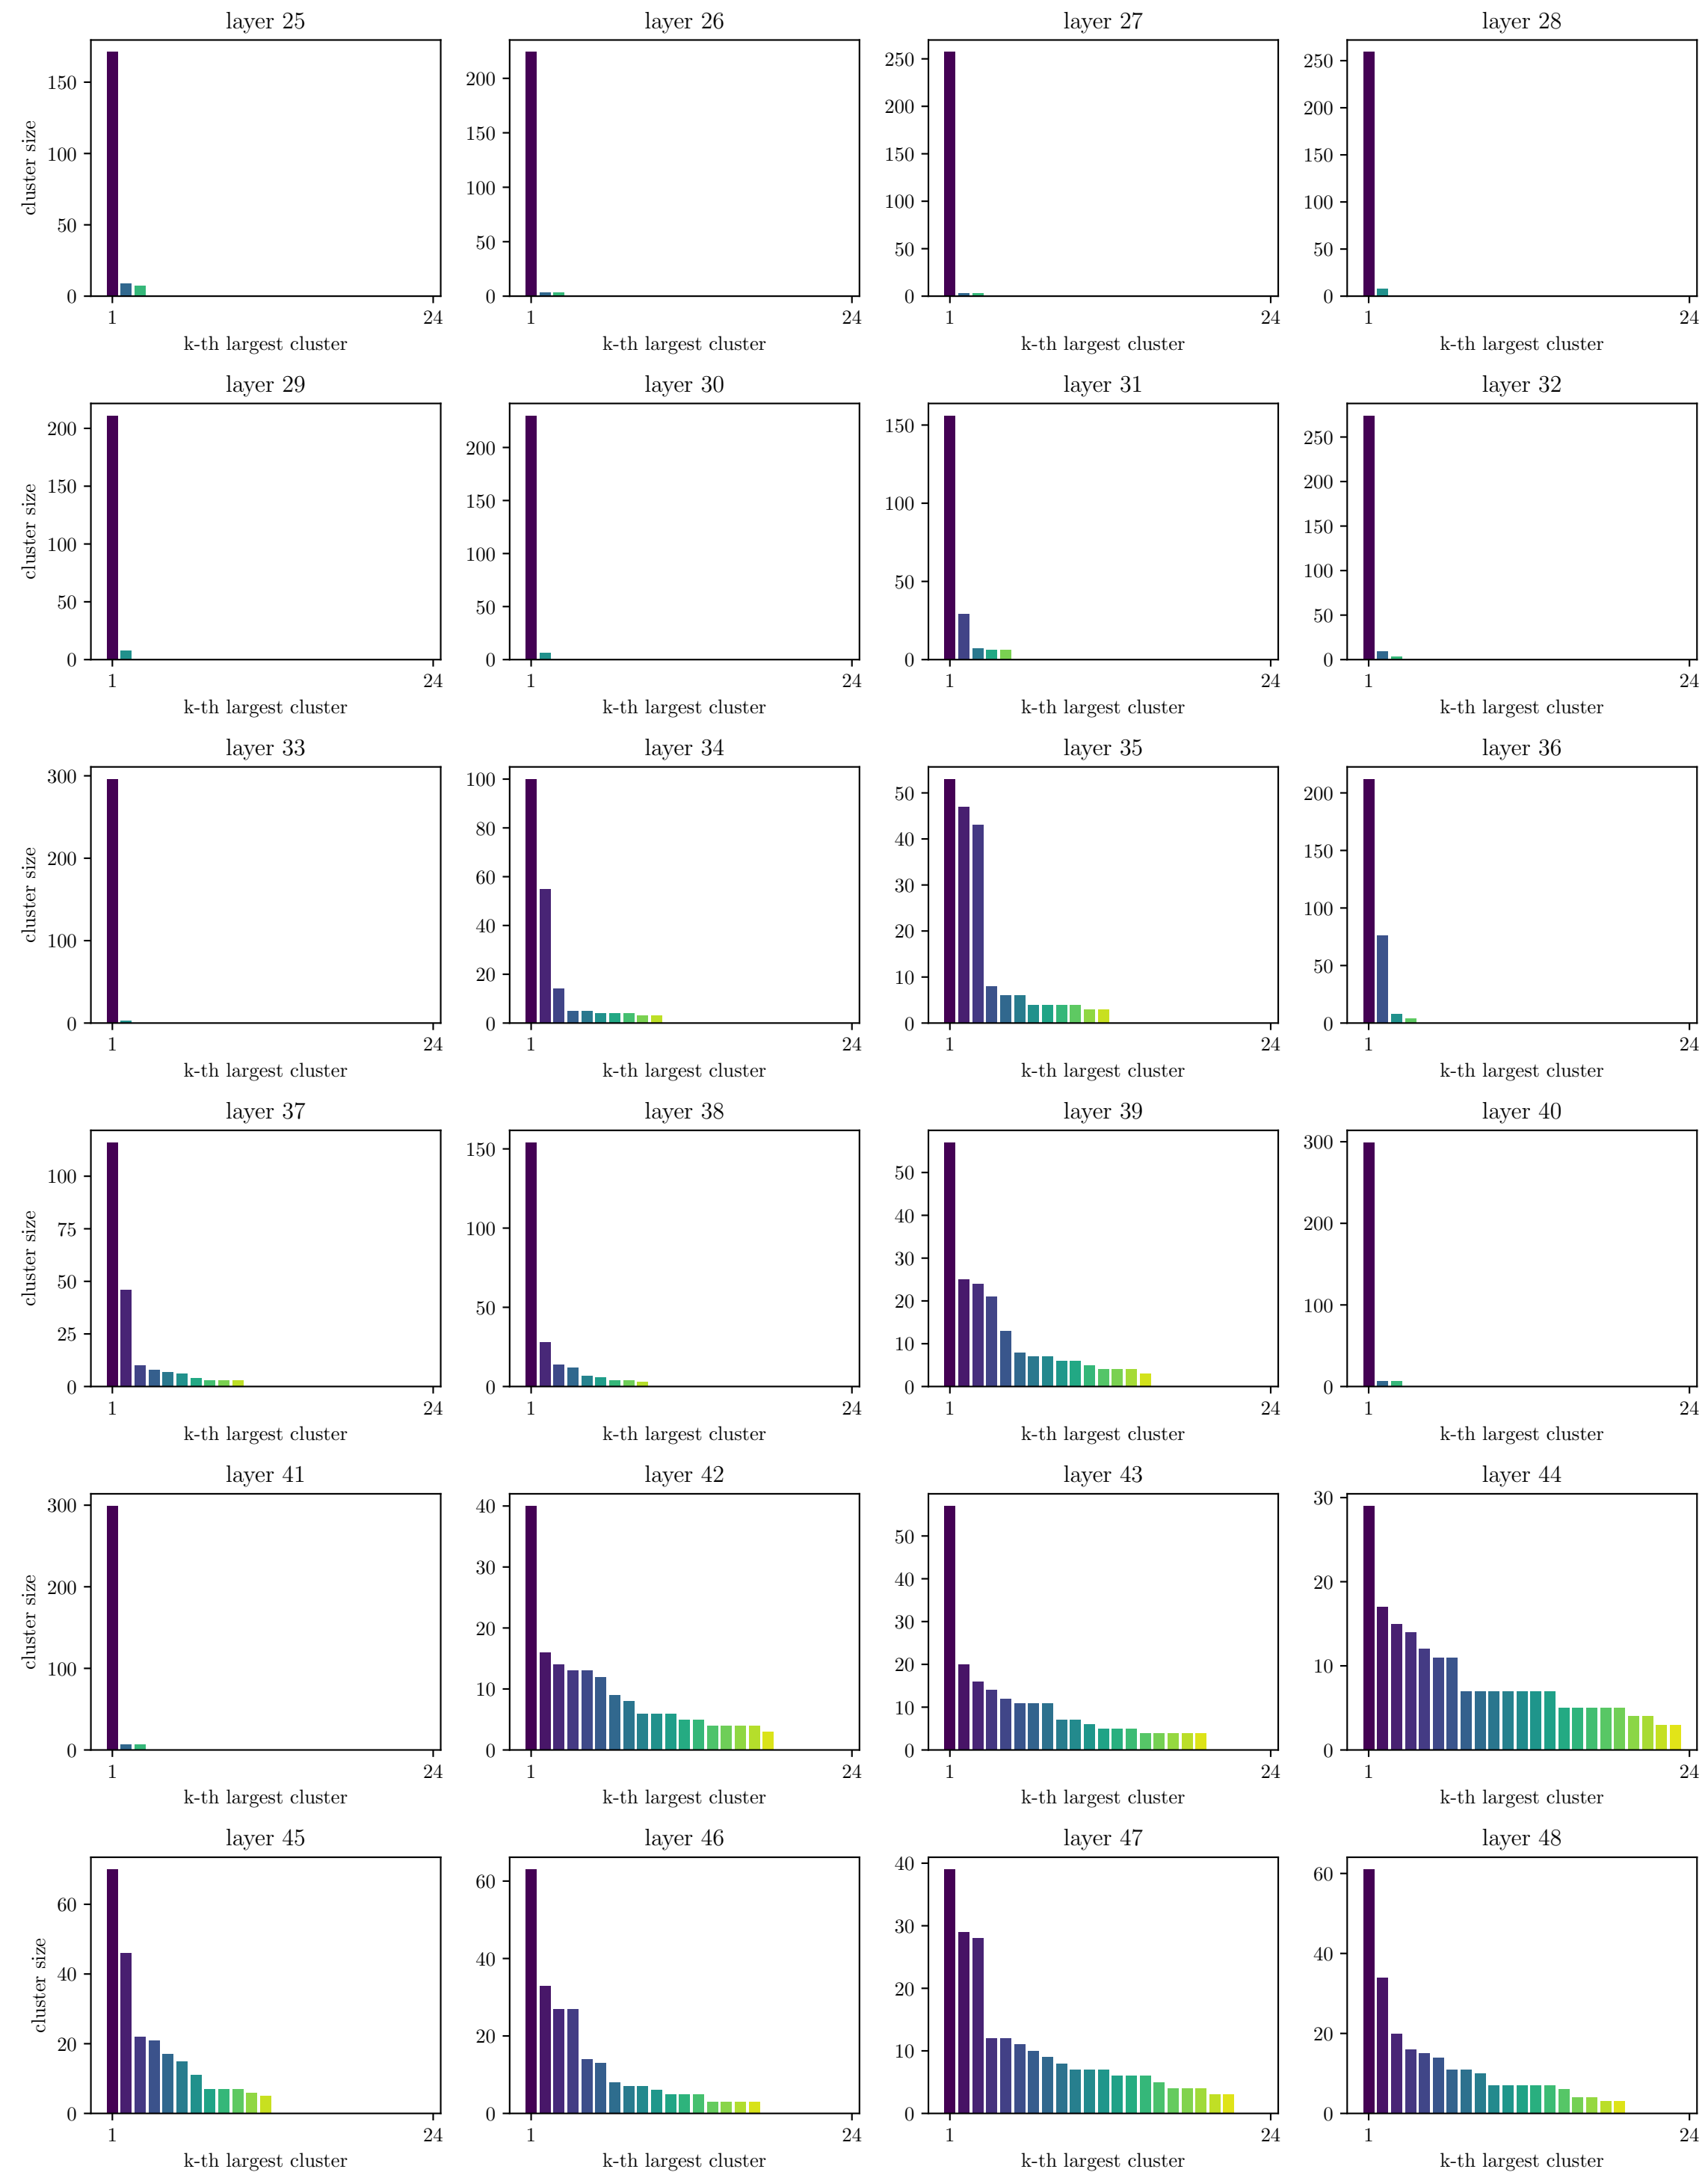 layer 25
layer 26
layer 27
layer 28
cluster size
150
100
50
0
200
150
100
50
0
250
200
150
100
50
0
250
200
150
100
50
0
1 24
1 24
1 24
1 24
k-th largest cluster
k-th largest cluster
k-th largest cluster
k-th largest cluster
layer 29
layer 30
layer 31
layer 32
cluster size
200
150
100
50
0
200
150
100
50
0
150
100
50
0
250
200
150
100
50
0
1 24
1 24
1 24
1 24
k-th largest cluster
k-th largest cluster
k-th largest cluster
k-th largest cluster
layer 33
layer 34
layer 35
layer 36
cluster size
300
200
100
0
100
80
60
40
20
0
50
40
30
20
10
0
200
150
100
50
0
1 24
1 24
1 24
1 24
k-th largest cluster
k-th largest cluster
k-th largest cluster
k-th largest cluster
layer 37
layer 38
layer 39
layer 40
cluster size
100
75
50
25
0
150
100
50
0
50
40
30
20
10
0
300
200
100
0
1 24
1 24
1 24
1 24
k-th largest cluster
k-th largest cluster
k-th largest cluster
k-th largest cluster
layer 41
layer 42
layer 43
layer 44
cluster size
300
200
100
0
40
30
20
10
0
50
40
30
20
10
0
30
20
10
0
1 24
1 24
1 24
1 24
k-th largest cluster
k-th largest cluster
k-th largest cluster
k-th largest cluster
layer 45
layer 46
layer 47
layer 48
cluster size
60
40
20
0
60
40
20
0
40
30
20
10
0
60
40
20
0
1 24
1 24
1 24
1 24
k-th largest cluster
k-th largest cluster
k-th largest cluster
k-th largest cluster